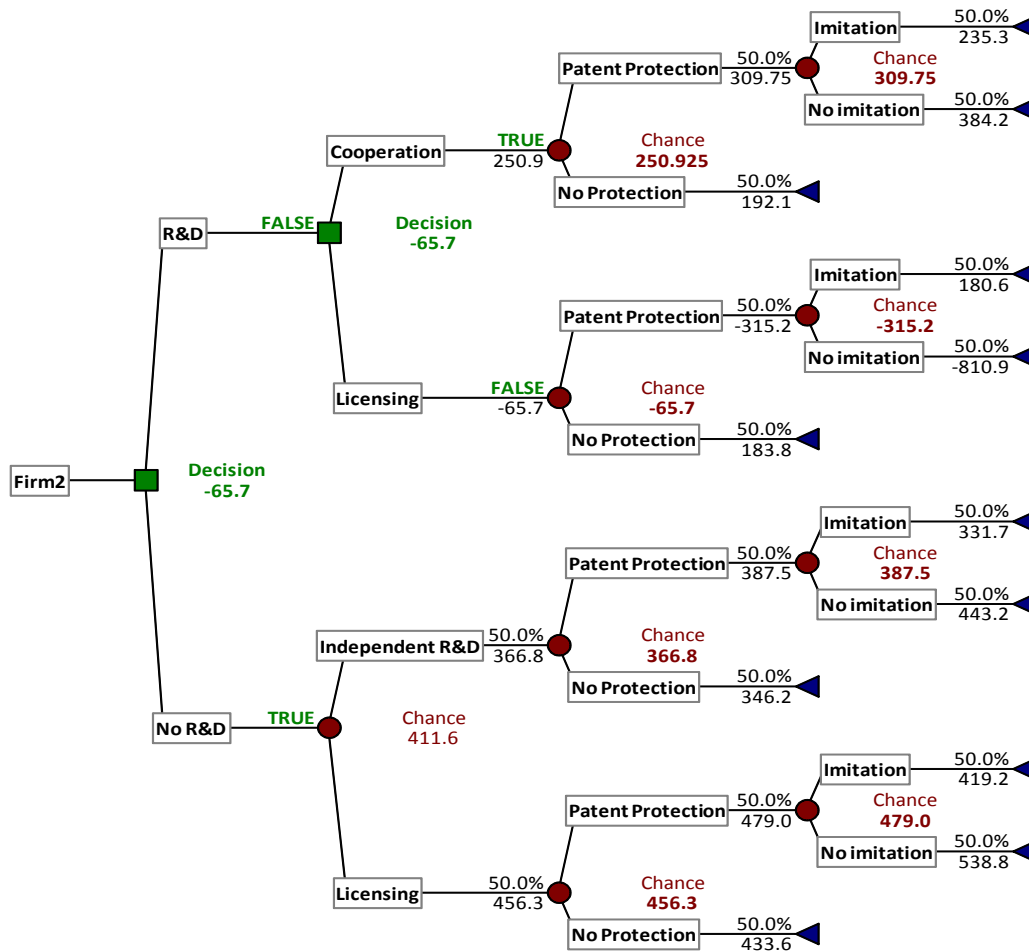 Imitation
50.0%
235.3
Patent Protection
50.0%
309.75
Chance
309.75
No imitation
50.0%
384.2
Cooperation
TRUE
250.9
Chance
250.925
No Protection
50.0%
192.1
R&D
FALSE
Decision
-65.7
Imitation
50.0%
180.6
Patent Protection
50.0%
-315.2
Chance
-315.2
No imitation
50.0%
-810.9
Licensing
FALSE
-65.7
Chance
-65.7
No Protection
50.0%
183.8
Firm2
Decision
-65.7
Imitation
50.0%
331.7
Patent Protection
50.0%
387.5
Chance
387.5
No imitation
50.0%
443.2
Independent R&D
50.0%
366.8
Chance
366.8
No Protection
50.0%
346.2
No R&D
TRUE
Chance
411.6
Imitation
50.0%
419.2
Patent Protection
50.0%
479.0
Chance
479.0
No imitation
50.0%
538.8
Licensing
50.0%
456.3
Chance
456.3
No Protection
50.0%
433.6